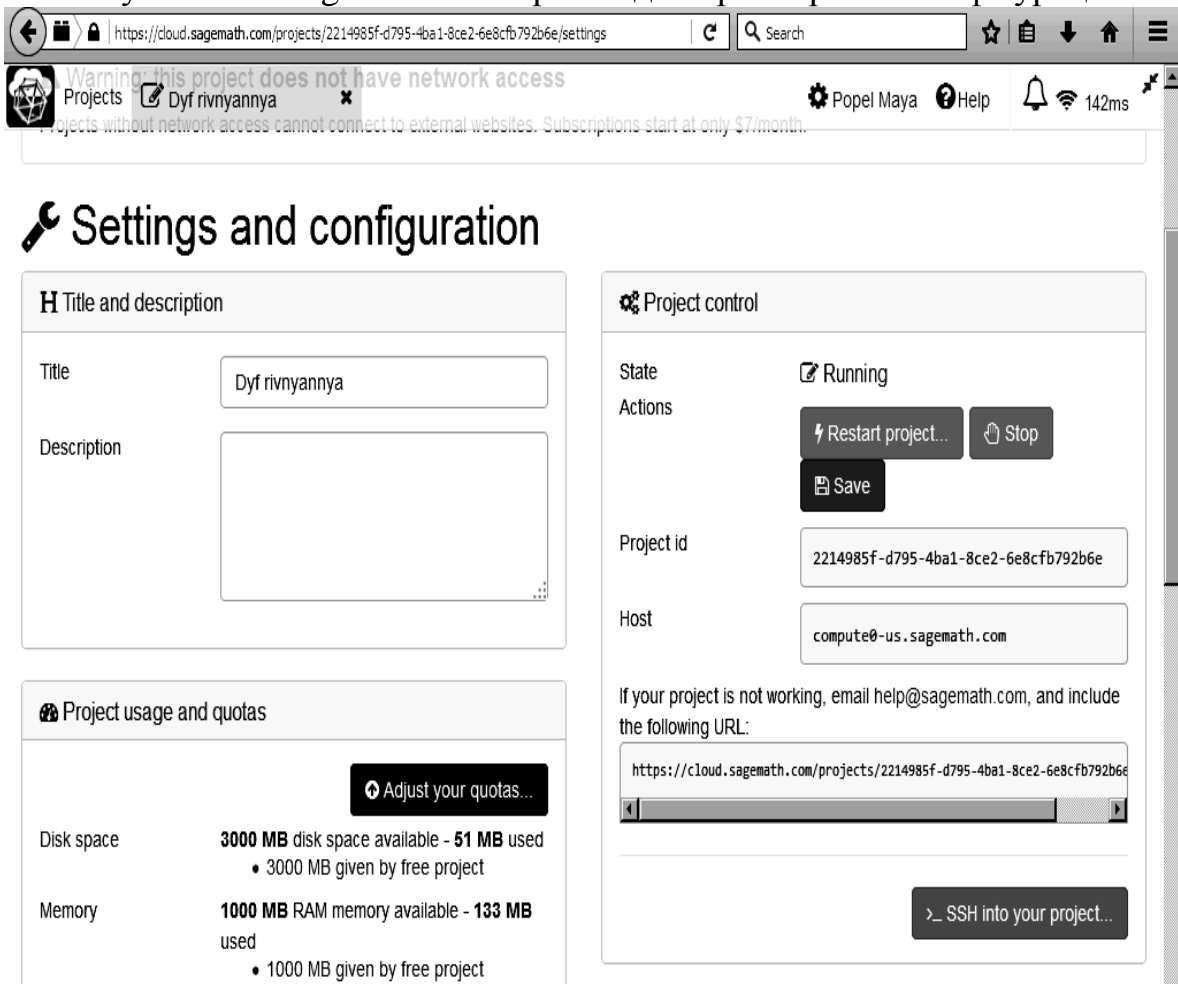 https://cloud.sagemath.com/projects/2214985f-d795-4ba1-8ce2-6e8cfb792b6e/settings
Search
Warning: this project does not have network access
Projects
Dyf rivnyannya
Popel Maya
Help
142ms
Projects without network access cannot connect to external websites. Subscriptions start at only $7/month.
Settings and configuration
H Title and description
Title
Dyf rivnyannya
Description
Project usage and quotas
Adjust your quotas...
Disk space
3000 MB disk space available - 51 MB used
• 3000 MB given by free project
Memory
1000 MB RAM memory available - 133 MB
used
• 1000 MB given by free project
Project control
State
Running
Actions
Restart project...
Stop
Save
Project id
2214985f-d795-4ba1-8ce2-6e8cfb792b6e
Host
compute0-us.sagemath.com
If your project is not working, email help@sagemath.com, and include
the following URL:
https://cloud.sagemath.com/projects/2214985f-d795-4ba1-8ce2-6e8cfb792b6e
>_ SSH into your project...